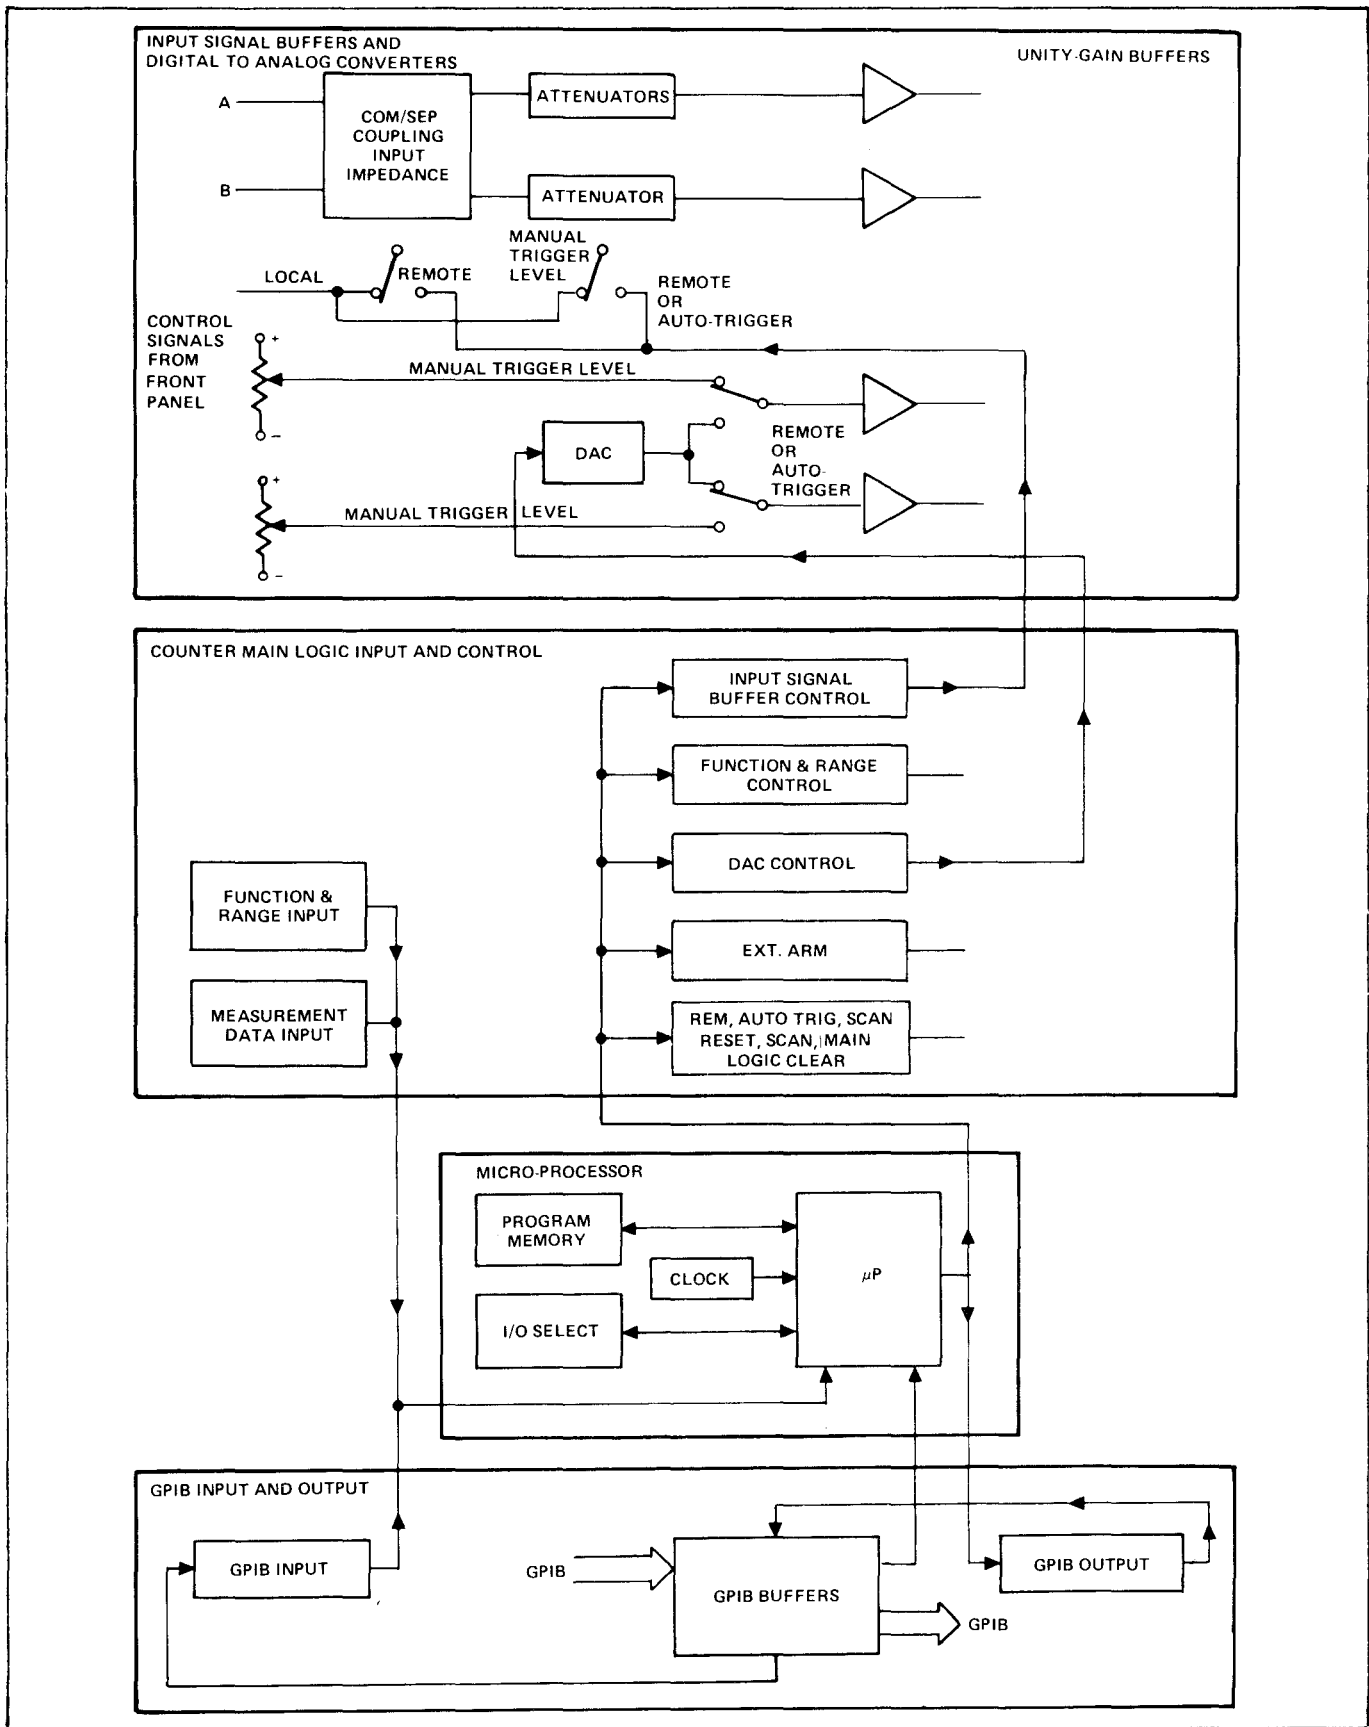 INPUT SIGNAL BUFFERS AND
DIGITAL TO ANALOG CONVERTERS
UNITY-GAIN BUFFERS
A
COM/SEP
COUPLING
INPUT
IMPEDANCE
ATTENUATORS
B
ATTENUATOR
LOCAL
REMOTE
MANUAL
TRIGGER
LEVEL
REMOTE
OR
AUTO-TRIGGER
CONTROL
SIGNALS
FROM
FRONT
PANEL
+
MANUAL TRIGGER LEVEL
-
DAC
REMOTE
OR
AUTO-
TRIGGER
+
MANUAL TRIGGER LEVEL
-
COUNTER MAIN LOGIC INPUT AND CONTROL
INPUT SIGNAL
BUFFER CONTROL
FUNCTION & RANGE
CONTROL
DAC CONTROL
FUNCTION &
RANGE INPUT
EXT. ARM
MEASUREMENT
DATA INPUT
REM, AUTO TRIG, SCAN
RESET, SCAN, MAIN
LOGIC CLEAR
MICRO-PROCESSOR
PROGRAM
MEMORY
CLOCK
μP
I/O SELECT
GPIB INPUT AND OUTPUT
GPIB INPUT
GPIB
GPIB BUFFERS
GPIB OUTPUT
GPIB